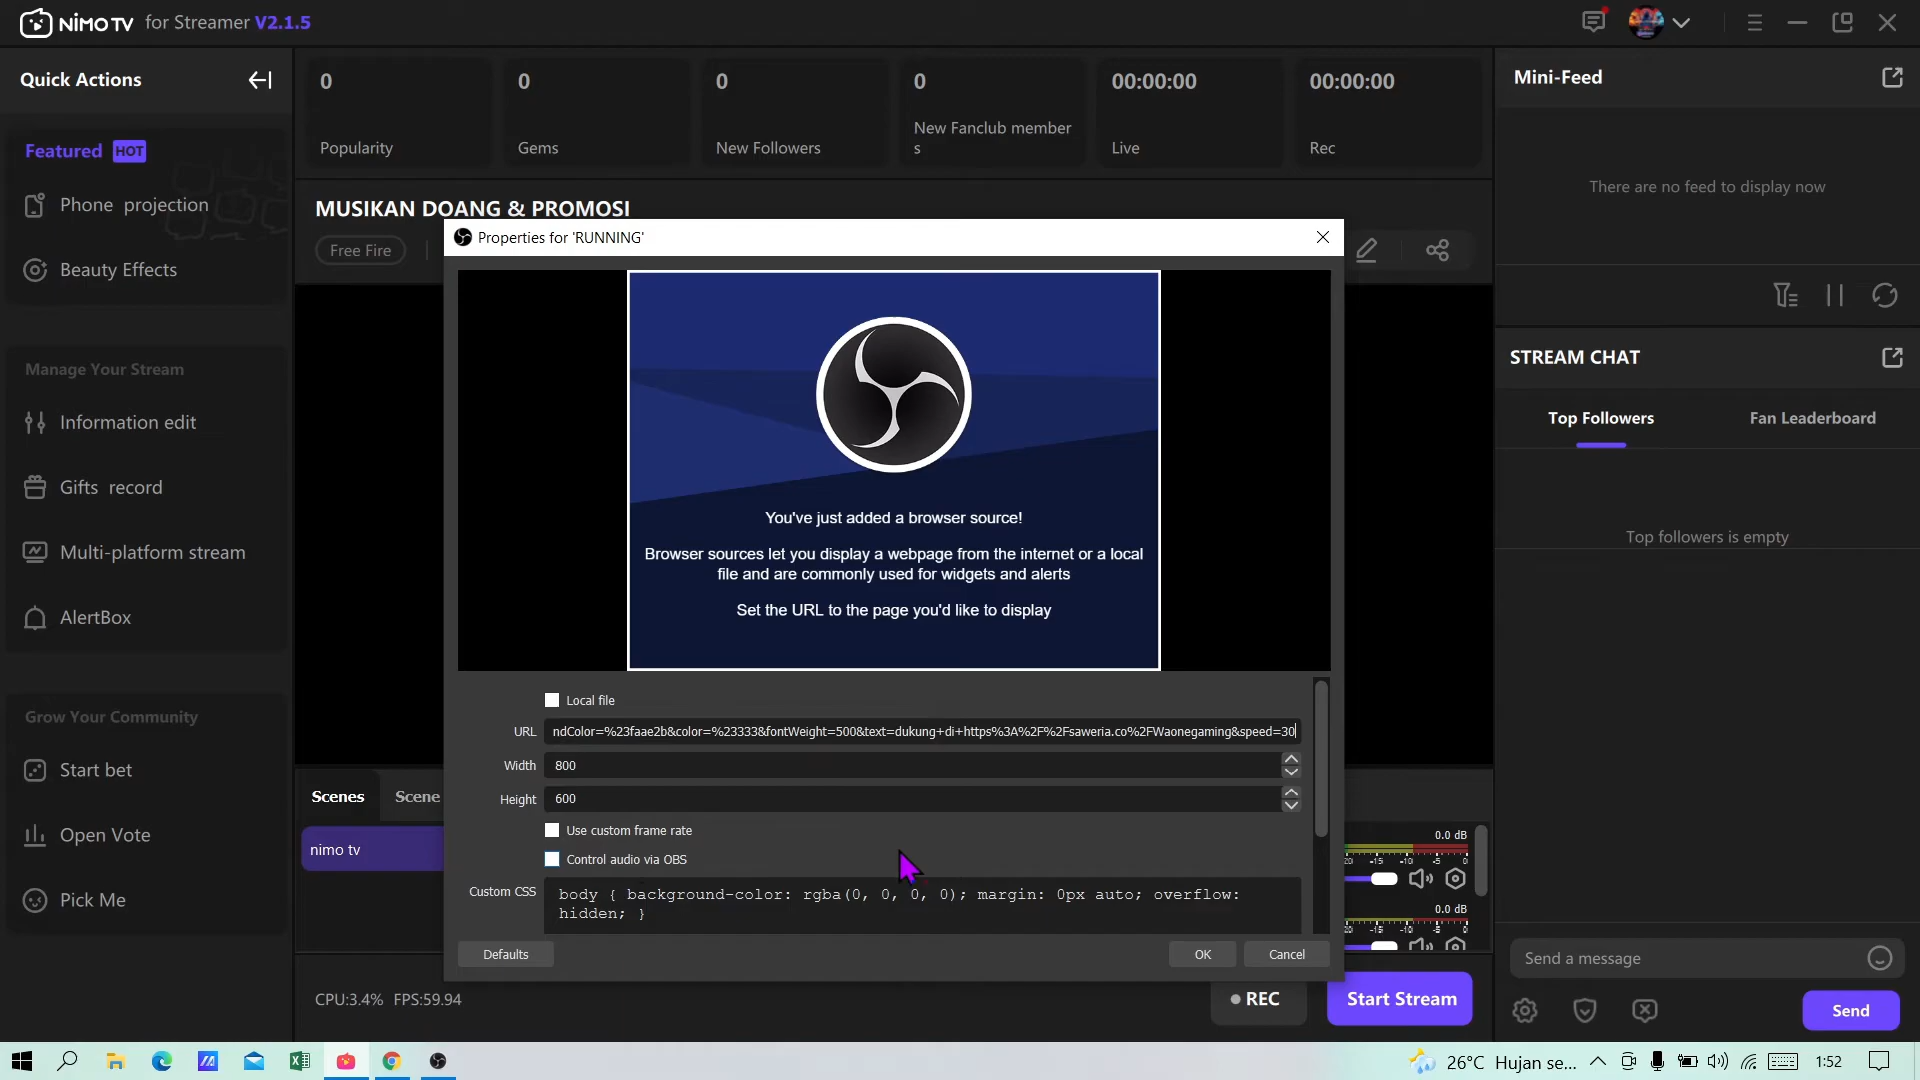 nimo TV for Streamer V2.1.5
Quick Actions
Featured HOT
Phone projection
Beauty Effects
Manage Your Stream
Information edit
Gifts record
Multi-platform stream
AlertBox
Grow Your Community
Start bet
Open Vote
Pick Me
0
Popularity
0
Gems
0
New Followers
0
New Fanclub member
s
00:00:00
Live
00:00:00
Rec
MUSIKAN DOANG & PROMOSI
Free Fire
Properties for 'RUNNING'
You've just added a browser source!
Browser sources let you display a webpage from the internet or a local
file and are commonly used for widgets and alerts
Set the URL to the page you'd like to display
Local file
URL ndColor=%23faae2b&color=%23333&fontWeight=500&text=dukung+di+https%3A%2F%2Fsaweria.co%2FWaonegaming&speed=30
Width 800
Height 600
Use custom frame rate
Control audio via OBS
Custom CSS body { background-color: rgba(0, 0, 0, 0); margin: 0px auto; overflow:
hidden; }
Defaults OK Cancel
Scenes Scene
nimo tv
0.0 dB
20 -15 -10 -5 0
0.0 dB
20 -15 -10 -5 0
CPU:3.4% FPS:59.94
REC
Start Stream
Mini-Feed
There are no feed to display now
STREAM CHAT
Top Followers Fan Leaderboard
Top followers is empty
Send a message
Send
26°C Hujan se... 1:52